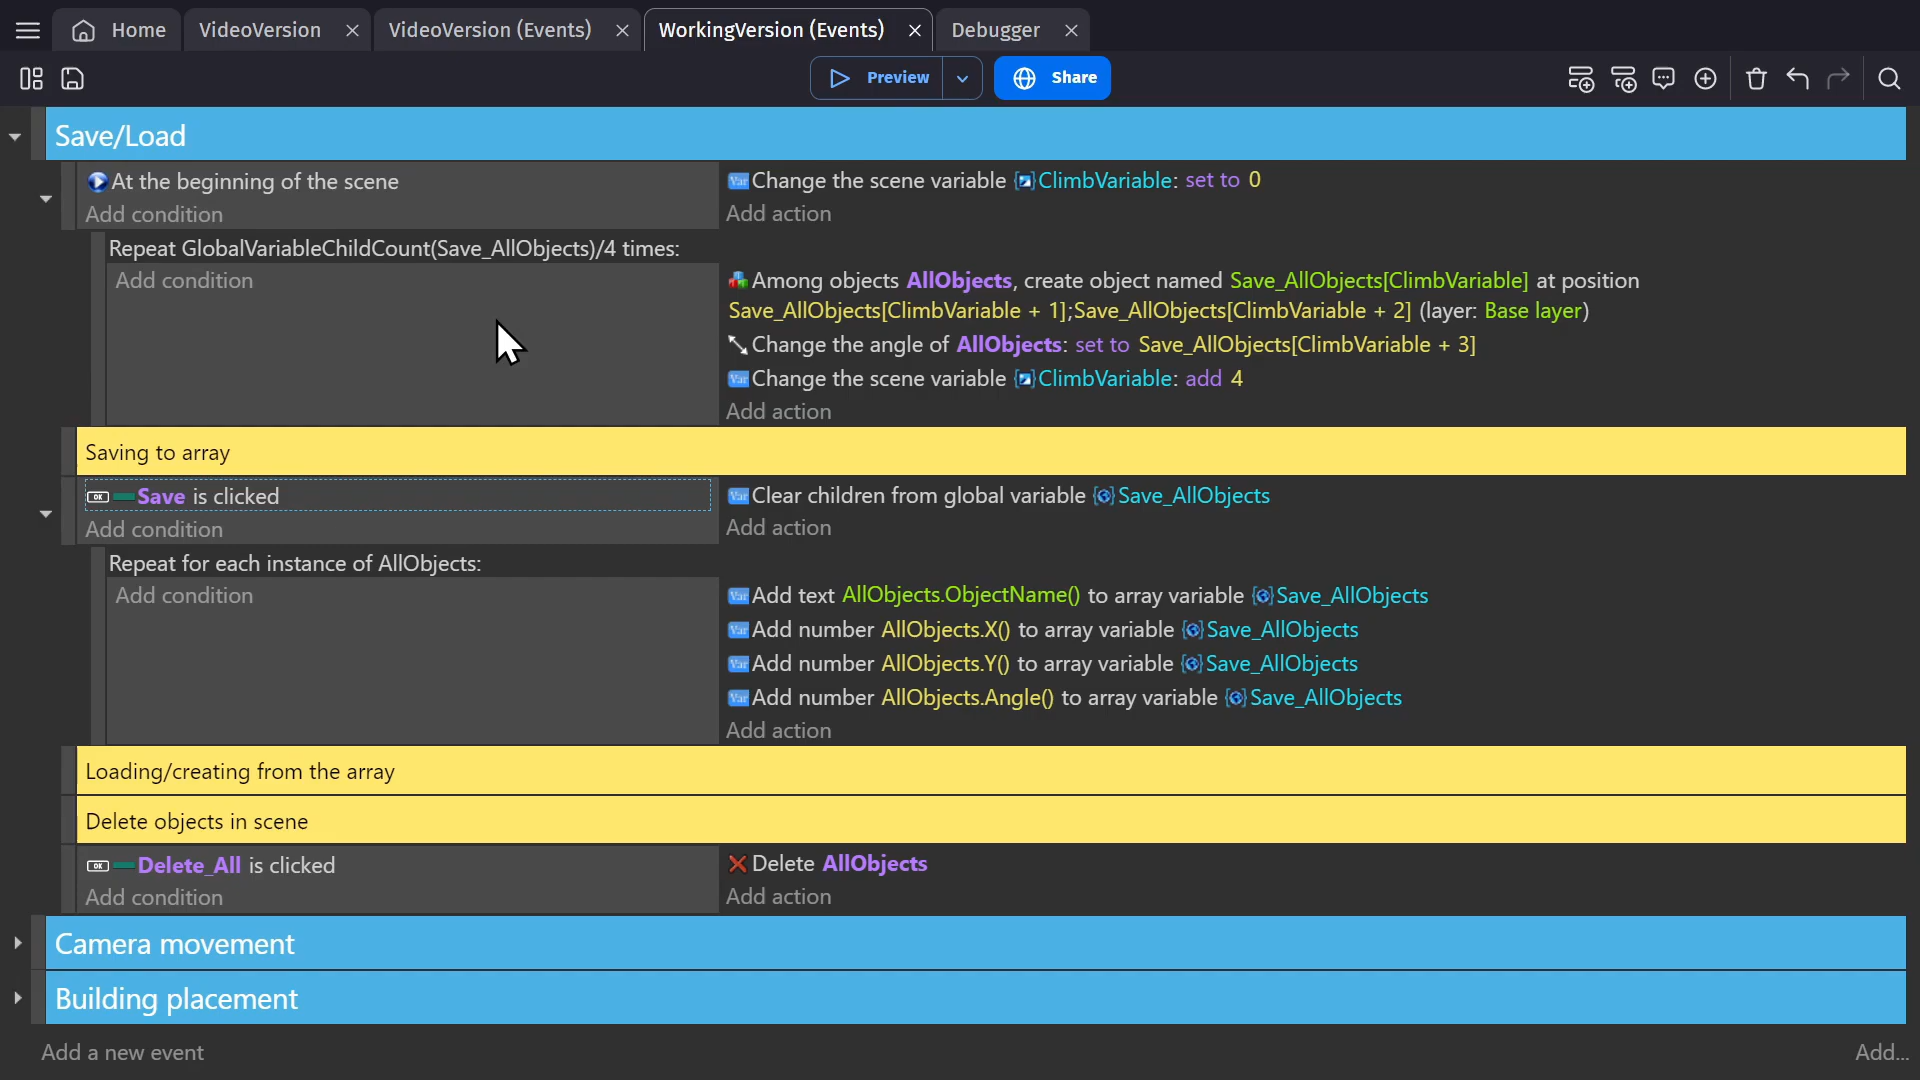 Home
VideoVersion
VideoVersion (Events)
WorkingVersion (Events)
Debugger
Preview
Share
Save/Load
At the beginning of the scene
Add condition
Change the scene variable ClimbVariable: set to 0
Add action
Repeat GlobalVariableChildCount(Save_AllObjects)/4 times:
Add condition
Among objects AllObjects, create object named Save_AllObjects[ClimbVariable] at position
Save_AllObjects[ClimbVariable + 1];Save_AllObjects[ClimbVariable + 2] (layer: Base layer)
Change the angle of AllObjects: set to Save_AllObjects[ClimbVariable + 3]
Var Change the scene variable ClimbVariable: add 4
Add action
Saving to array
OK Save is clicked
Add condition
Var Clear children from global variable Save_AllObjects
Add action
Repeat for each instance of AllObjects:
Add condition
Var Add text AllObjects.ObjectName() to array variable Save_AllObjects
Var Add number AllObjects.X() to array variable Save_AllObjects
Var Add number AllObjects.Y() to array variable Save_AllObjects
Var Add number AllObjects.Angle() to array variable Save_AllObjects
Add action
Loading/creating from the array
Delete objects in scene
OK Delete_All is clicked
Add condition
Delete AllObjects
Add action
Camera movement
Building placement
Add a new event
Add...